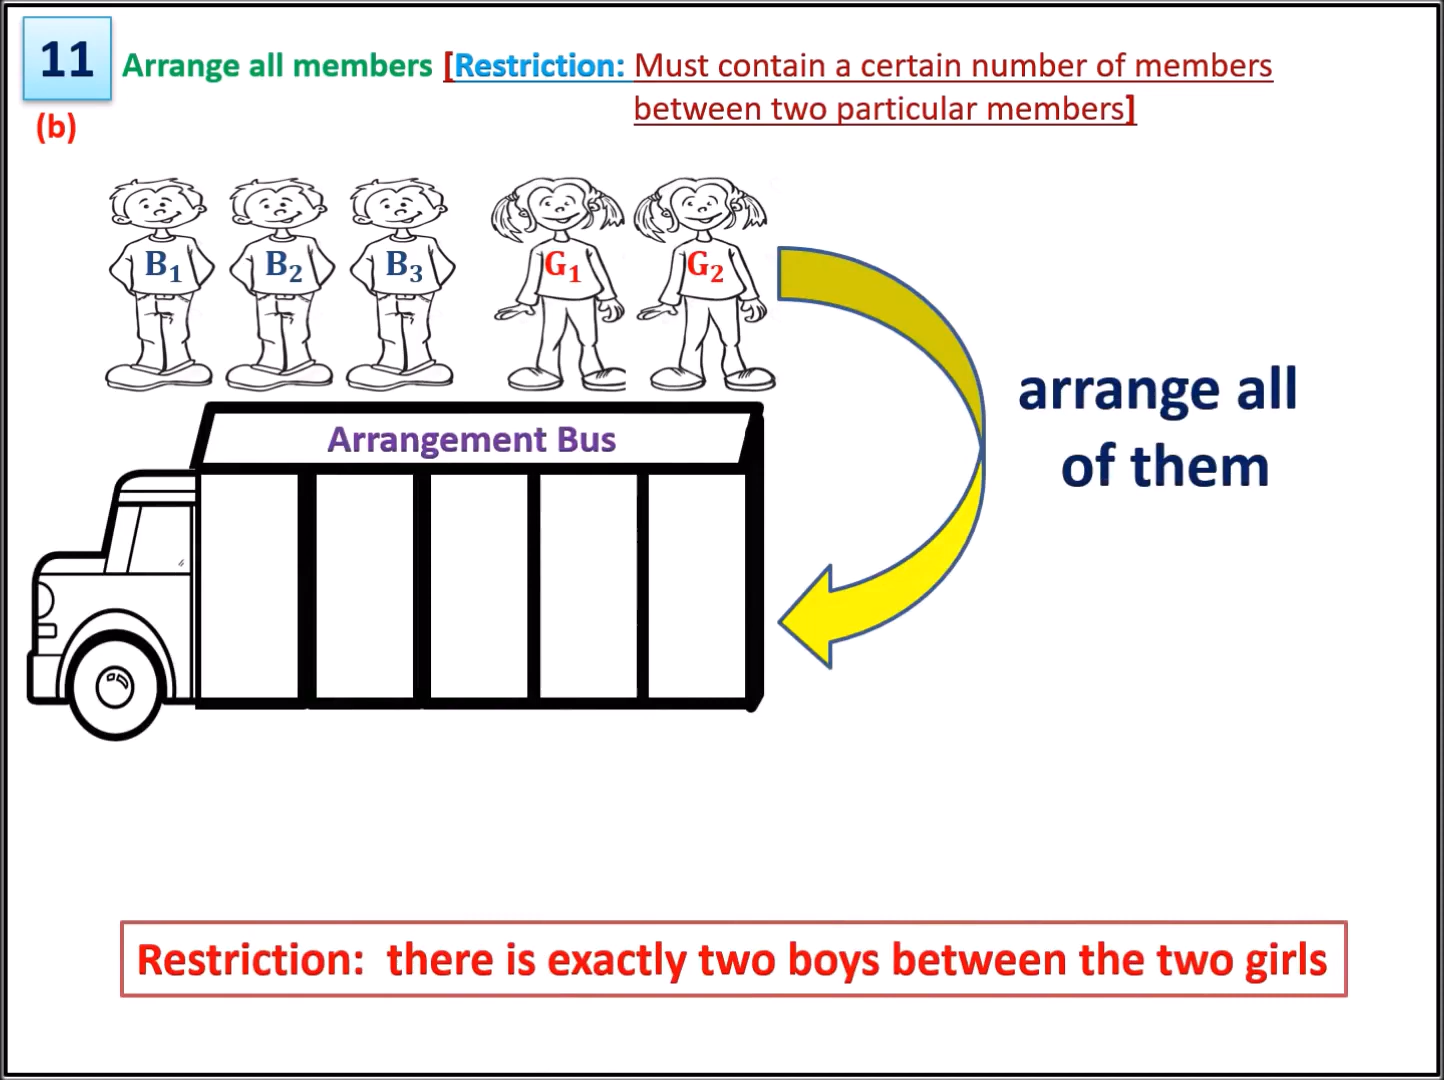 11 Arrange all members [Restriction: Must contain a certain number of members
between two particular members]
(b)
B1 B2 B3 G1 G2
arrange all
of them
Arrangement Bus
Restriction: there is exactly two boys between the two girls